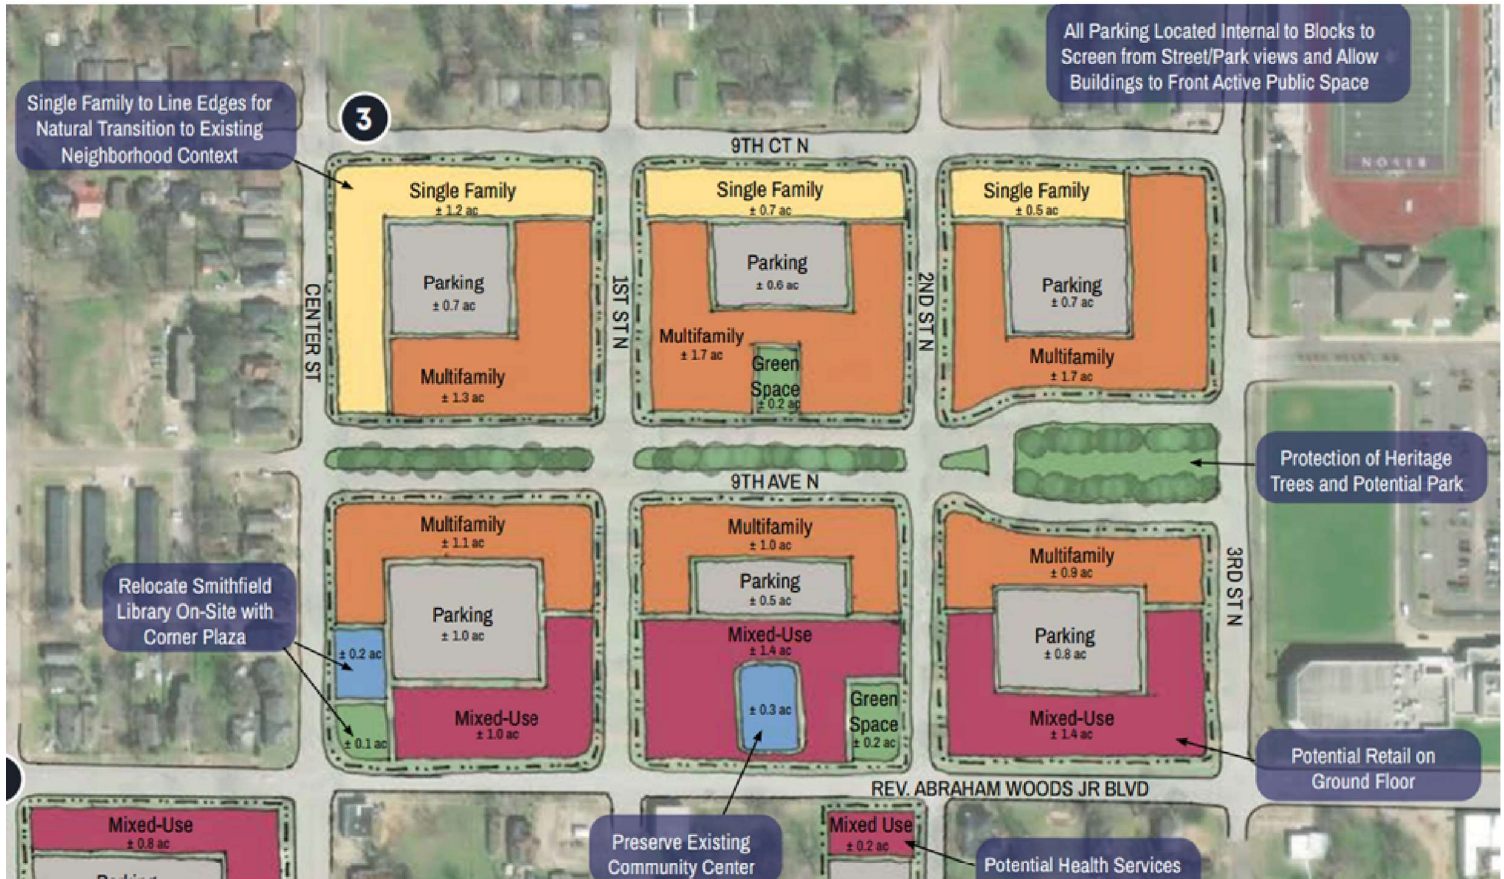 All Parking Located Internal to Blocks to
Screen from Street/Park views and Allow
Buildings to Front Active Public Space
Single Family to Line Edges for
Natural Transition to Existing
Neighborhood Context
3
9TH CT N
Single Family
± 1.2 ac
Single Family
± 0.7 ac
Single Family
± 0.5 ac
Parking
± 0.7 ac
Parking
± 0.6 ac
Parking
± 0.7 ac
CENTER ST
1ST ST N
2ND ST N
Multifamily
± 1.3 ac
Multifamily
± 1.7 ac
Green
Space
± 0.2 ac
Multifamily
± 1.7 ac
Protection of Heritage
Trees and Potential Park
9TH AVE N
Multifamily
± 1.1 ac
Multifamily
± 1.0 ac
Multifamily
± 0.9 ac
3RD ST N
Relocate Smithfield
Library On-Site with
Corner Plaza
Parking
± 1.0 ac
Parking
± 0.5 ac
Parking
± 0.8 ac
± 0.2 ac
Mixed-Use
± 1.4 ac
± 0.3 ac
Green
Space
± 0.2 ac
± 0.1 ac
Mixed-Use
± 1.0 ac
Mixed-Use
± 1.4 ac
Potential Retail on
Ground Floor
REV. ABRAHAM WOODS JR BLVD
Mixed-Use
± 0.8 ac
Parking
Preserve Existing
Community Center
Mixed Use
± 0.2 ac
Potential Health Services